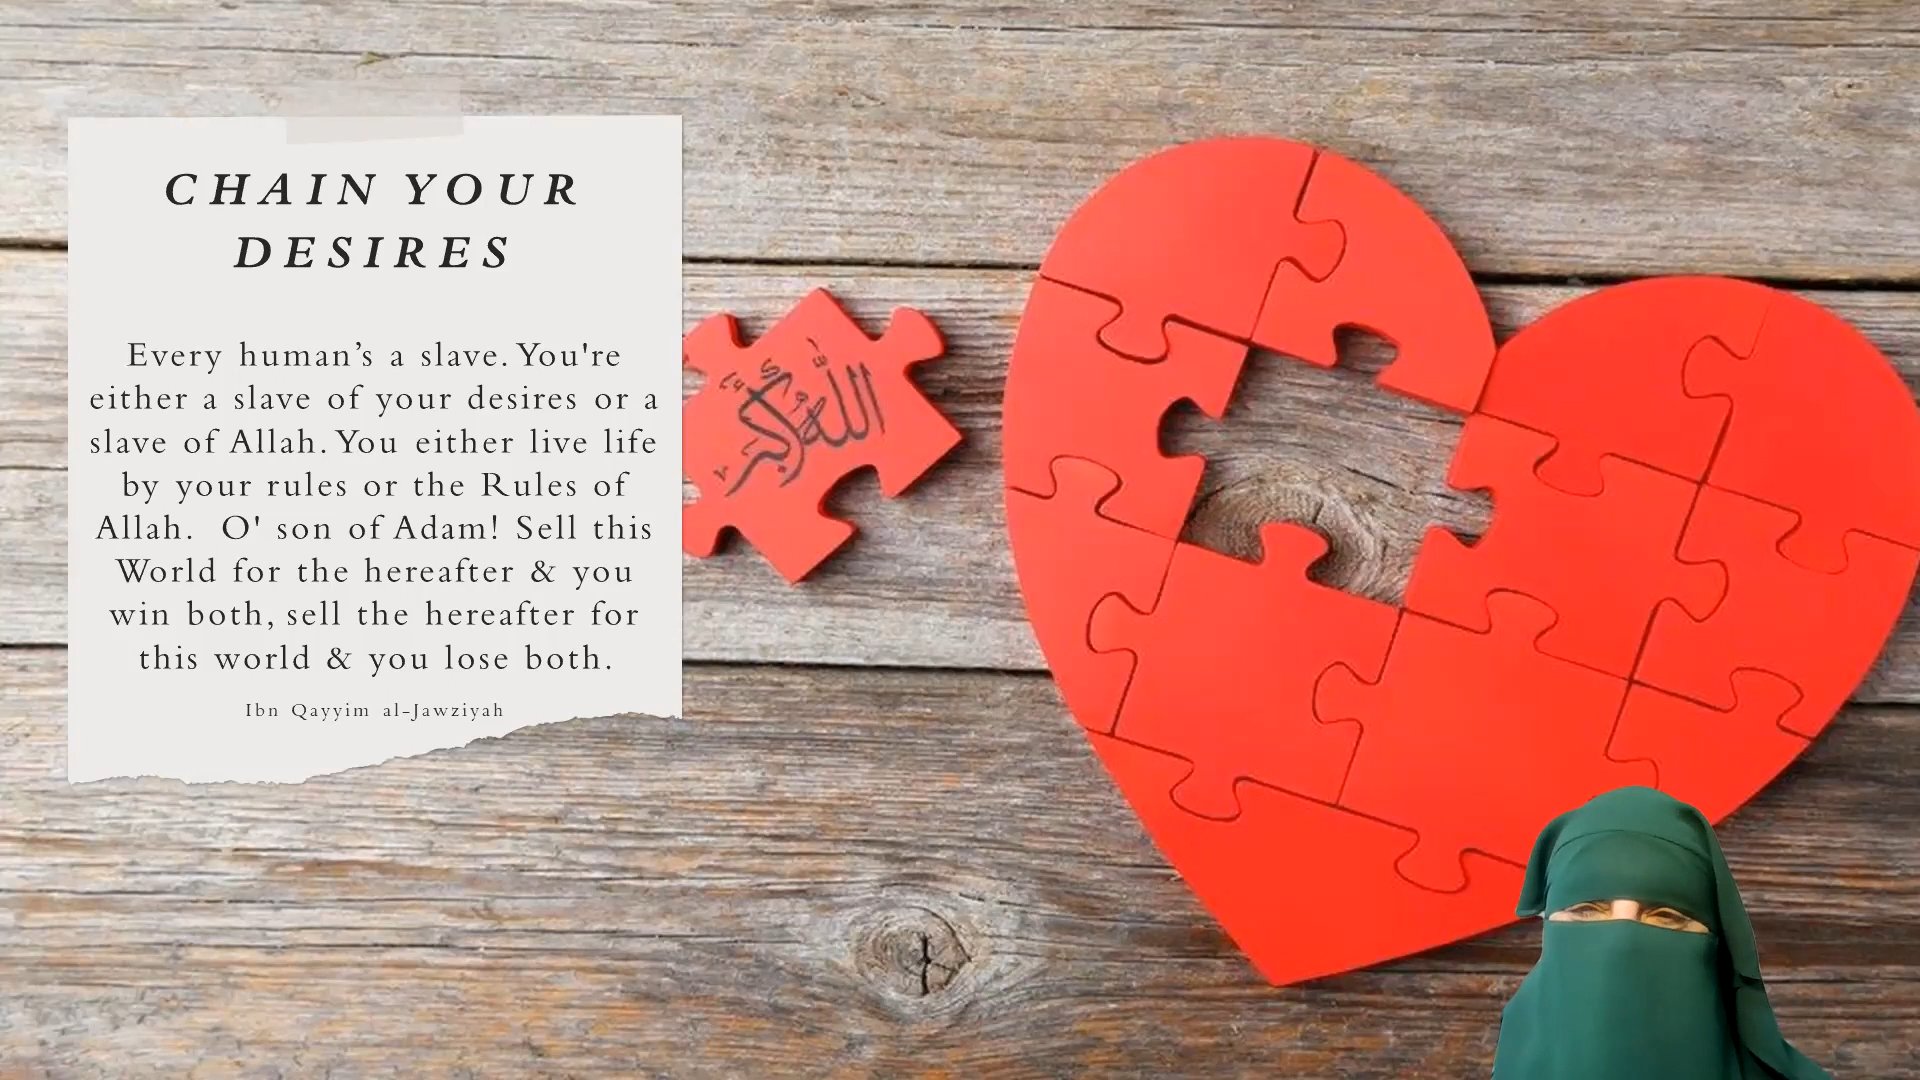 CHAIN YOUR
DESIRES
Every human’s a slave. You're
either a slave of your desires or a
slave of Allah. You either live life
by your rules or the Rules of
Allah. O' son of Adam! Sell this
World for the hereafter & you
win both, sell the hereafter for
this world & you lose both.
Ibn Qayyim al-Jawziyah
الله أكبر